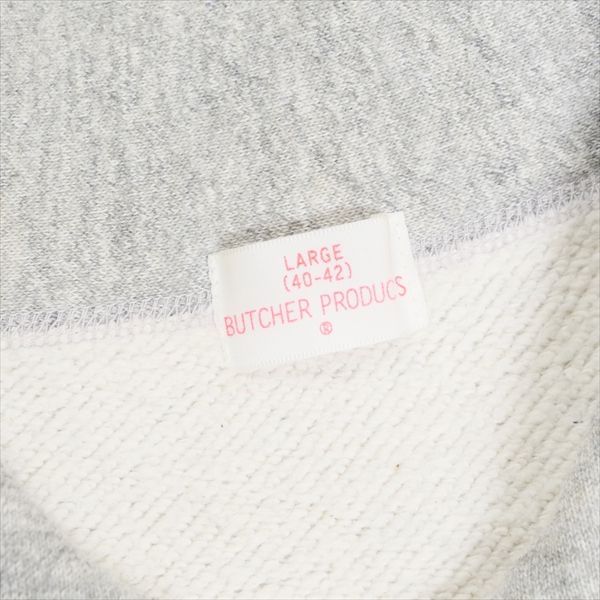 LARGE
(40-42)
BUTCHER PRODUCS
®